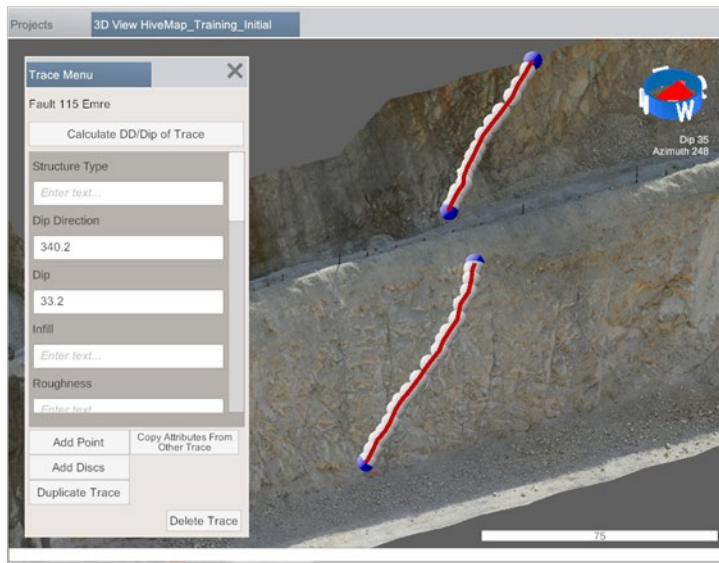 Projects
3D View HiveMap_Training_Initial
Trace Menu
Fault 115 Emre
Calculate DD/Dip of Trace
Structure Type
Enter text...
Dip Direction
340.2
Dip
33.2
Infill
Enter text...
Roughness
Enter text...
Add Point
Copy Attributes From
Other Trace
Add Discs
Duplicate Trace
Delete Trace
W
Dip 35
Azimuth 248
75